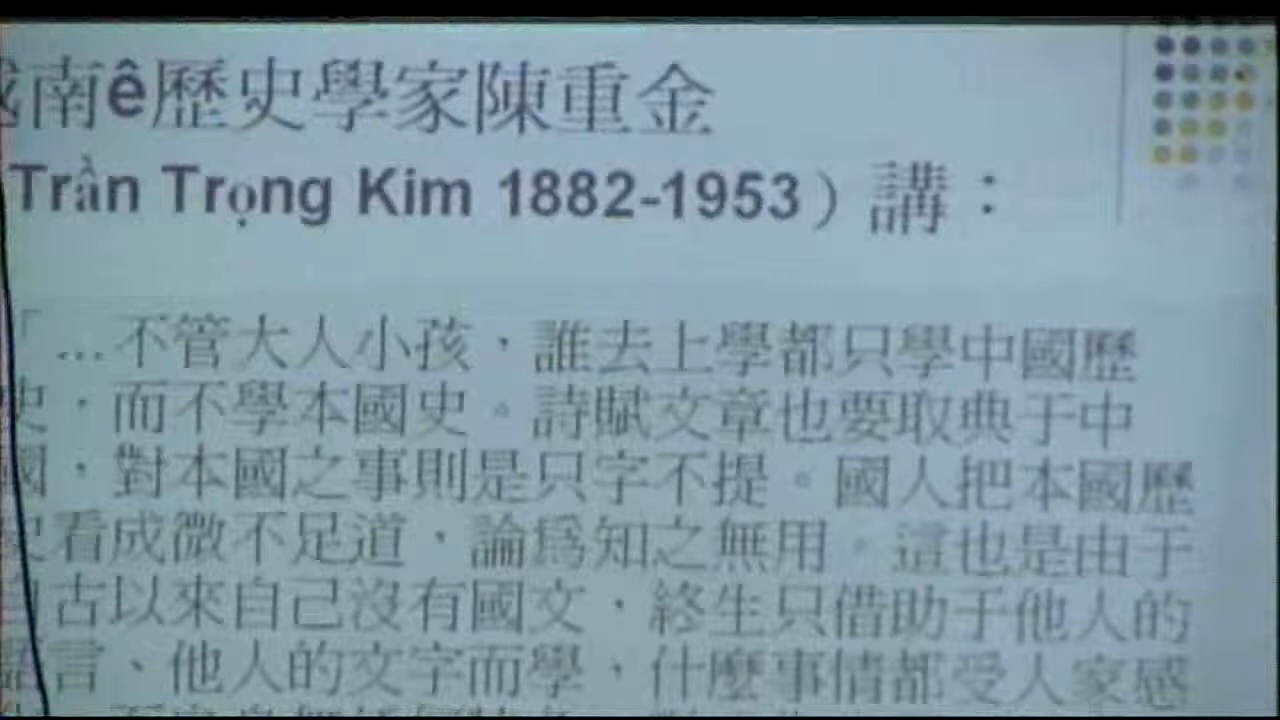 南ê歷史學家陳重金
Trần Trọng Kim 1882-1953）講：
「…不管大人小孩，誰去上學都只學中國歷
史，而不學本國史。詩賦文章也要取典于中
國，對本國之事則是只字不提。國人把本國歷
史看成微不足道，論爲知之無用。這也是由于
自古以來自己沒有國文，終生只借助于他人的
語言、他人的文字而學，什麼事情都受人家感